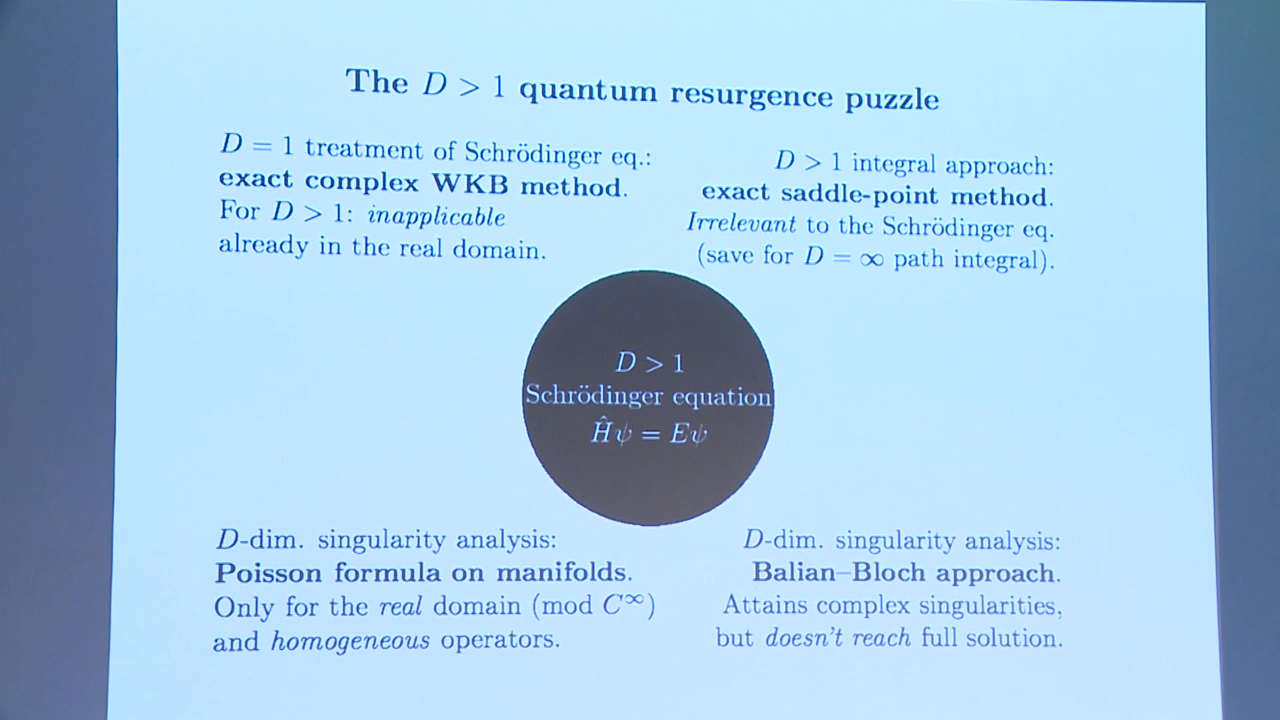 The D > 1 quantum resurgence puzzle
D = 1 treatment of Schrödinger eq.:
exact complex WKB method.
For D > 1: inapplicable
already in the real domain.
D > 1 integral approach:
exact saddle-point method.
Irrelevant to the Schrödinger eq.
(save for D = ∞ path integral).
D > 1
Schrödinger equation
Ĥψ = Eψ
D-dim. singularity analysis:
Poisson formula on manifolds.
Only for the real domain (mod C^∞)
and homogeneous operators.
D-dim. singularity analysis:
Balian–Bloch approach.
Attains complex singularities,
but doesn't reach full solution.